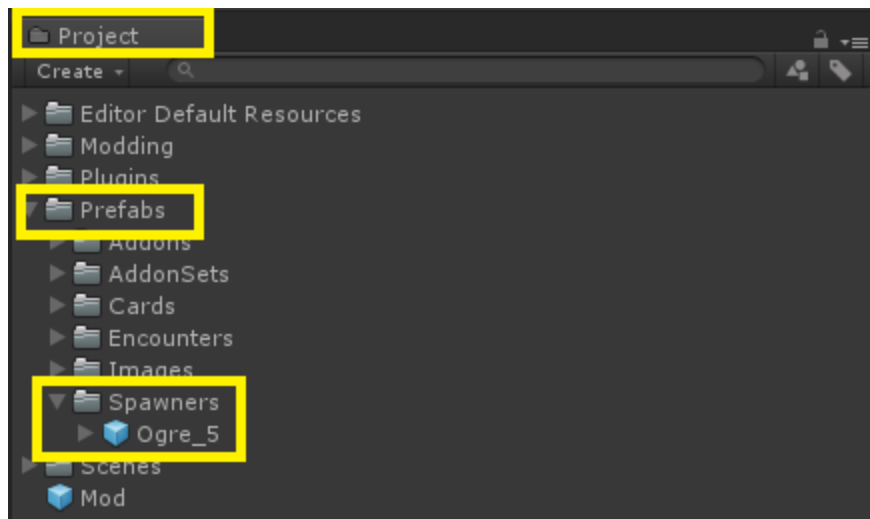 Project
Create
Editor Default Resources
Modding
Plugins
Prefabs
Addons
AddonSets
Cards
Encounters
Images
Spawners
Ogre_5
Scenes
Mod